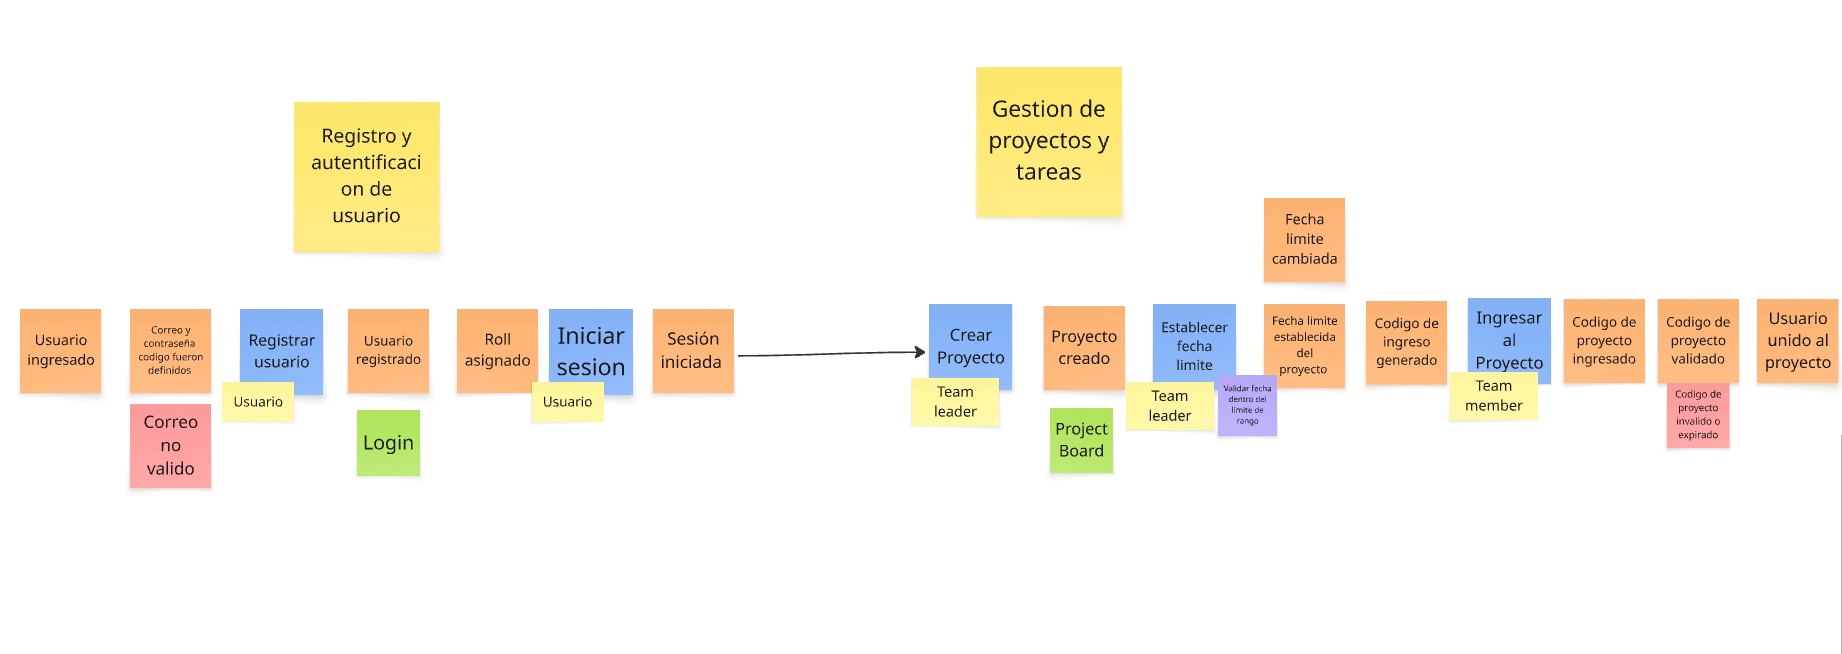 Registro y
autentificaci
on de
usuario
Gestion de
proyectos y
tareas
Fecha
limite
cambiada
Usuario
ingresado
Correo y
contraseña
codigo fueron
definidos
Correo
no
valido
Registrar
usuario
Usuario
Usuario
registrado
Login
Roll
asignado
Iniciar
sesion
Usuario
Sesión
iniciada
Crear
Proyecto
Team
leader
Proyecto
creado
Project
Board
Establecer
fecha
limite
Team
leader
Validar fecha
dentro del
limite de
rango
Fecha limite
establecida
del
proyecto
Codigo de
ingreso
generado
Ingresar
al
Proyecto
Team
member
Codigo de
proyecto
ingresado
Codigo de
proyecto
validado
Codigo de
proyecto
invalido o
expirado
Usuario
unido al
proyecto